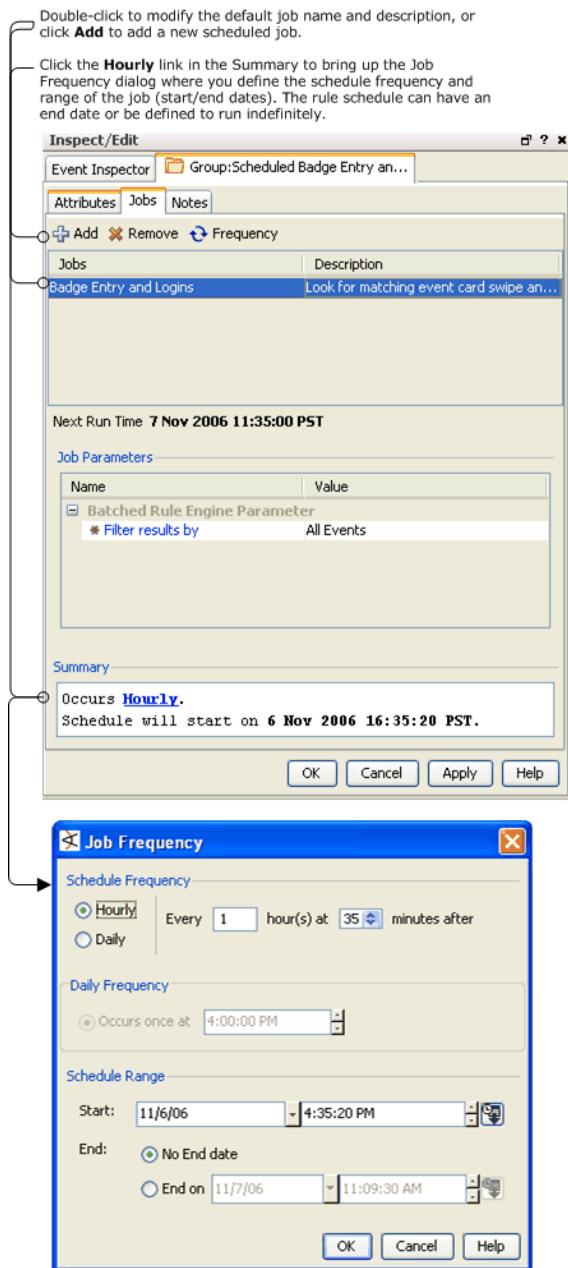 Double-click to modify the default job name and description, or
click Add to add a new scheduled job.
Click the Hourly link in the Summary to bring up the Job
Frequency dialog where you define the schedule frequency and
range of the job (start/end dates). The rule schedule can have an
end date or be defined to run indefinitely.
Inspect/Edit
Event Inspector Group:Scheduled Badge Entry an...
Attributes Jobs Notes
Add Remove Frequency
Jobs Description
Badge Entry and Logins Look for matching event card swipe an...
Next Run Time 7 Nov 2006 11:35:00 PST
Job Parameters
Name Value
Batched Rule Engine Parameter
Filter results by All Events
Summary
Occurs Hourly.
Schedule will start on 6 Nov 2006 16:35:20 PST.
OK Cancel Apply Help
Job Frequency
Schedule Frequency
Hourly Every 1 hour(s) at 35 minutes after
Daily
Daily Frequency
Occurs once at 4:00:00 PM
Schedule Range
Start: 11/6/06 4:35:20 PM
End: No End date
End on 11/7/06 11:09:30 AM
OK Cancel Help